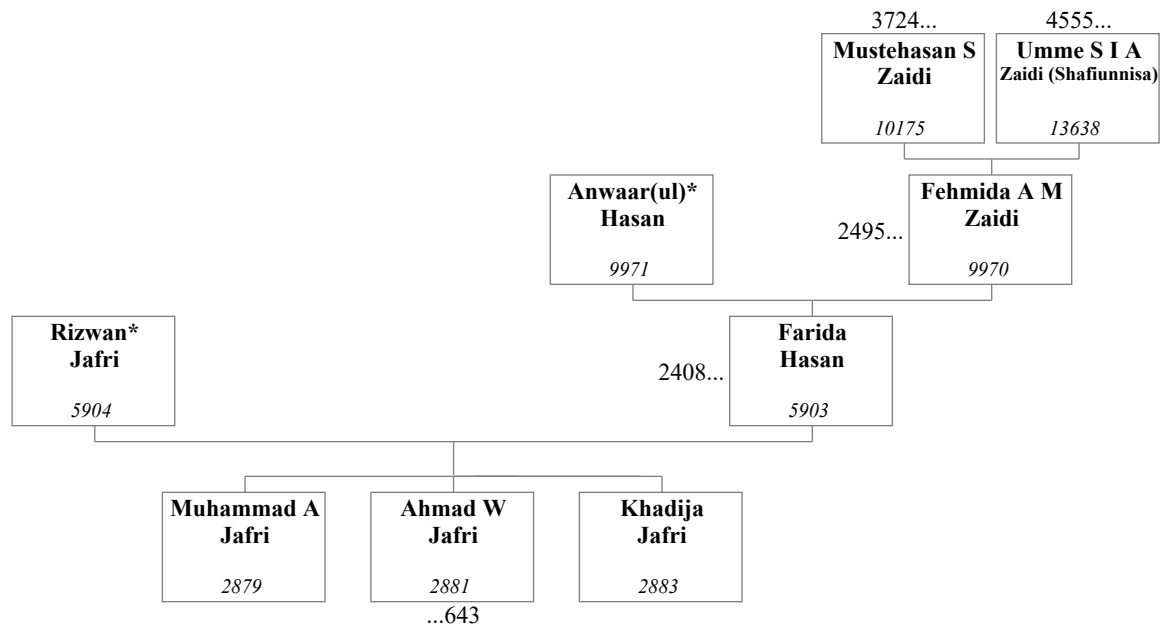 3724...
4555...
Mustehasan S
Zaidi
10175
Umme S I A
Zaidi (Shafiunnisa)
13638
Anwaar(ul)*
Hasan
9971
2495...
Fehmida A M
Zaidi
9970
Rizwan*
Jafri
5904
2408...
Farida
Hasan
5903
Muhammad A
Jafri
2879
Ahmad W
Jafri
2881
...643
Khadija
Jafri
2883